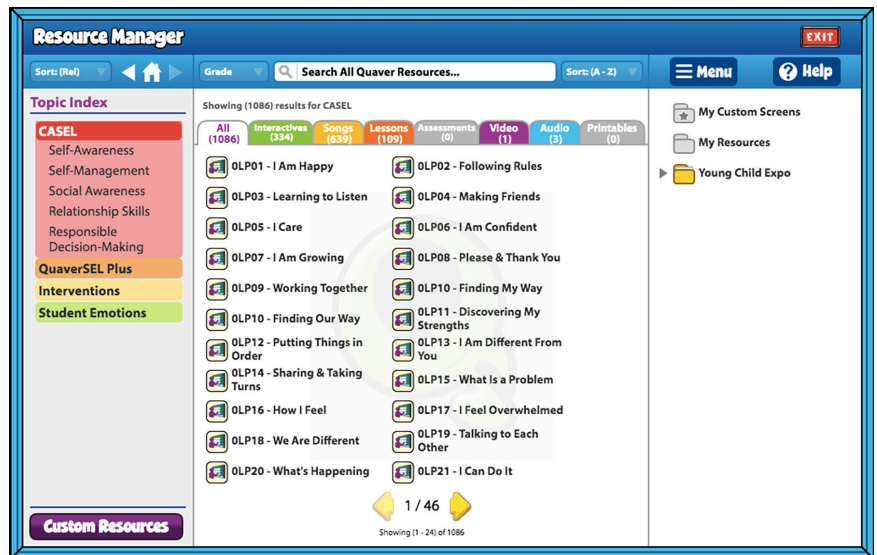 Resource Manager
EXIT
Sort: (Rel)
Grade
Search All Quaver Resources...
Sort: (A - Z)
Menu
Help
Topic Index
CASEL
Self-Awareness
Self-Management
Social Awareness
Relationship Skills
Responsible
Decision-Making
QuaverSEL Plus
Interventions
Student Emotions
Custom Resources
Showing (1086) results for CASEL
All
(1086)
Interactives
(334)
Songs
(639)
Lessons
(109)
Assessments
(0)
Video
(1)
Audio
(3)
Printables
(0)
0LP01 - I Am Happy
0LP02 - Following Rules
0LP03 - Learning to Listen
0LP04 - Making Friends
0LP05 - I Care
0LP06 - I Am Confident
0LP07 - I Am Growing
0LP08 - Please & Thank You
0LP09 - Working Together
0LP10 - Finding My Way
0LP10 - Finding Our Way
0LP11 - Discovering My
Strengths
0LP12 - Putting Things in
Order
0LP13 - I Am Different From
You
0LP14 - Sharing & Taking
Turns
0LP15 - What Is a Problem
0LP16 - How I Feel
0LP17 - I Feel Overwhelmed
0LP18 - We Are Different
0LP19 - Talking to Each
Other
0LP20 - What's Happening
0LP21 - I Can Do It
1 / 46
Showing (1 - 24) of 1086
My Custom Screens
My Resources
Young Child Expo